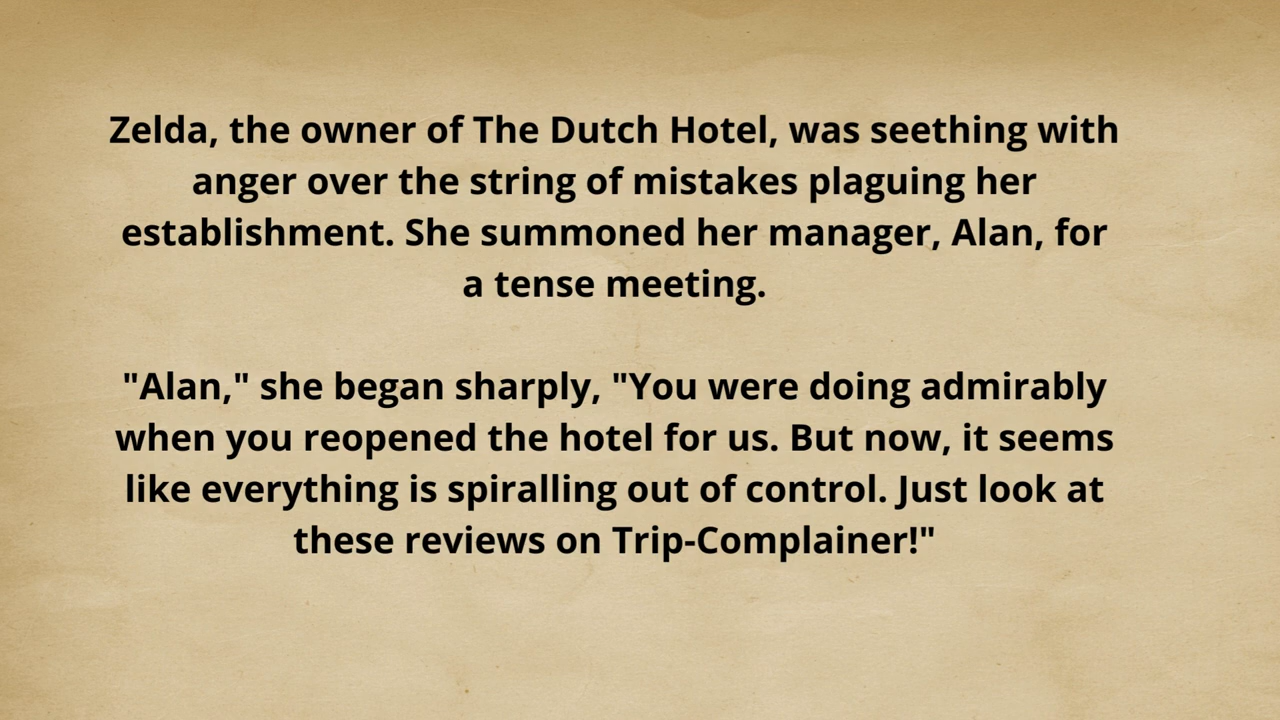 Zelda, the owner of The Dutch Hotel, was seething with
anger over the string of mistakes plaguing her
establishment. She summoned her manager, Alan, for
a tense meeting.
"Alan," she began sharply, "You were doing admirably
when you reopened the hotel for us. But now, it seems
like everything is spiralling out of control. Just look at
these reviews on Trip-Complainer!"